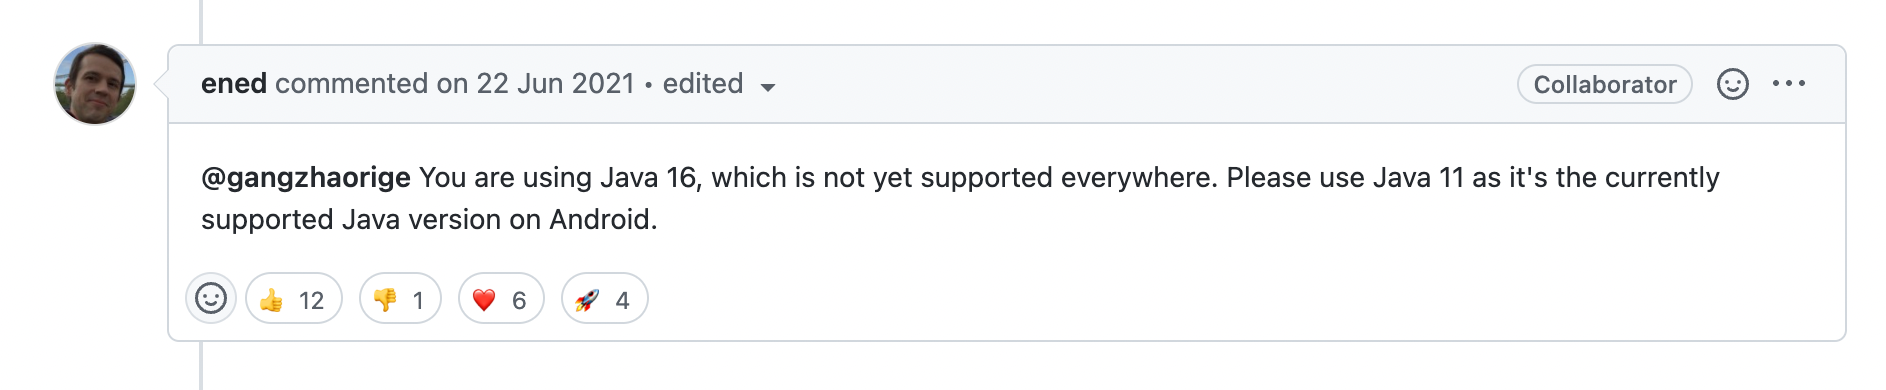 ened commented on 22 Jun 2021 • edited Collaborator
@gangzhaorige You are using Java 16, which is not yet supported everywhere. Please use Java 11 as it's the currently
supported Java version on Android.
👍 12 👎 1 ❤️ 6 🚀 4